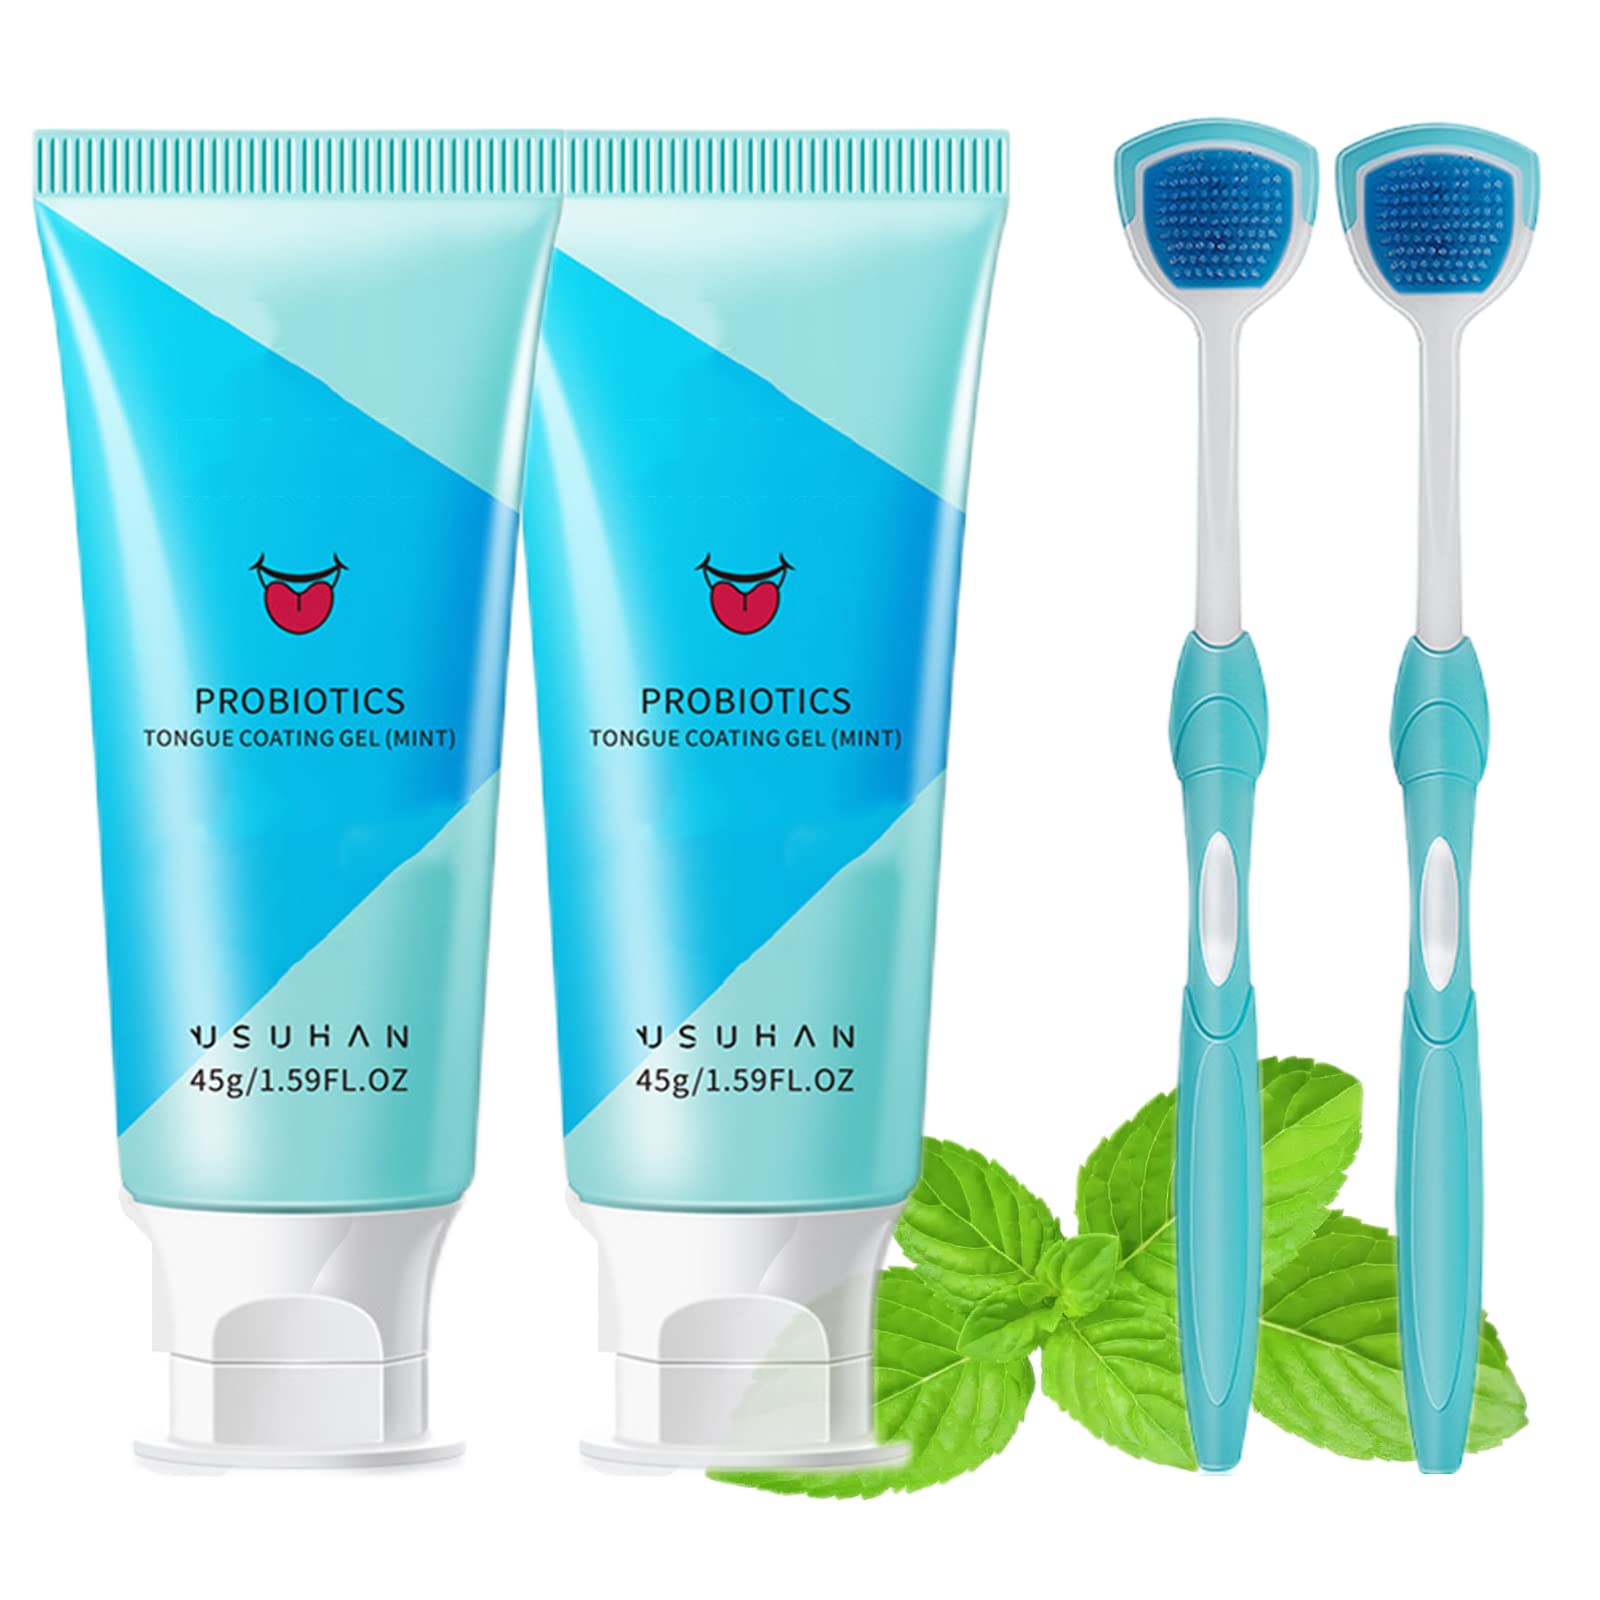 PROBIOTICS
TONGUE COATING GEL (MINT)
USUHAN
45g/1.59FL.OZ
PROBIOTICS
TONGUE COATING GEL (MINT)
USUHAN
45g/1.59FL.OZ